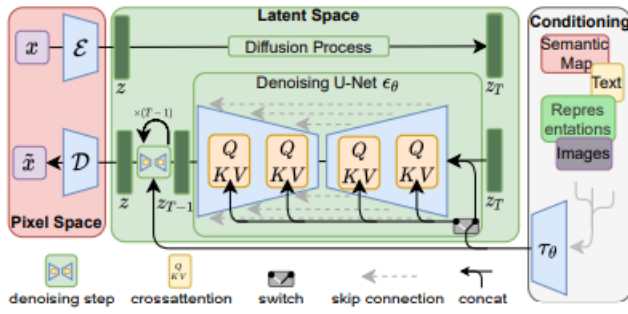 Latent Space
Conditioning
x
ℰ
Diffusion Process
z
z_T
Semantic
Map
Text
Repres
entations
Images
Denoising U-Net ϵ_θ
×(T−1)
Q
KV
Q
KV
Q
KV
Q
KV
x̃
𝒟
z
z_{T−1}
z_T
Pixel Space
τ_θ
denoising step
Q
KV
crossattention
switch
skip connection
concat